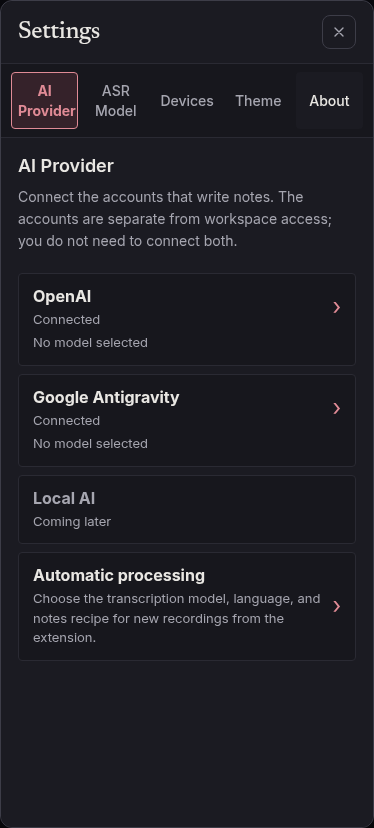 Settings
AI
Provider
ASR
Model
Devices
Theme
About
AI Provider
Connect the accounts that write notes. The
accounts are separate from workspace access;
you do not need to connect both.
OpenAI
Connected
No model selected
Google Antigravity
Connected
No model selected
Local AI
Coming later
Automatic processing
Choose the transcription model, language, and
notes recipe for new recordings from the
extension.